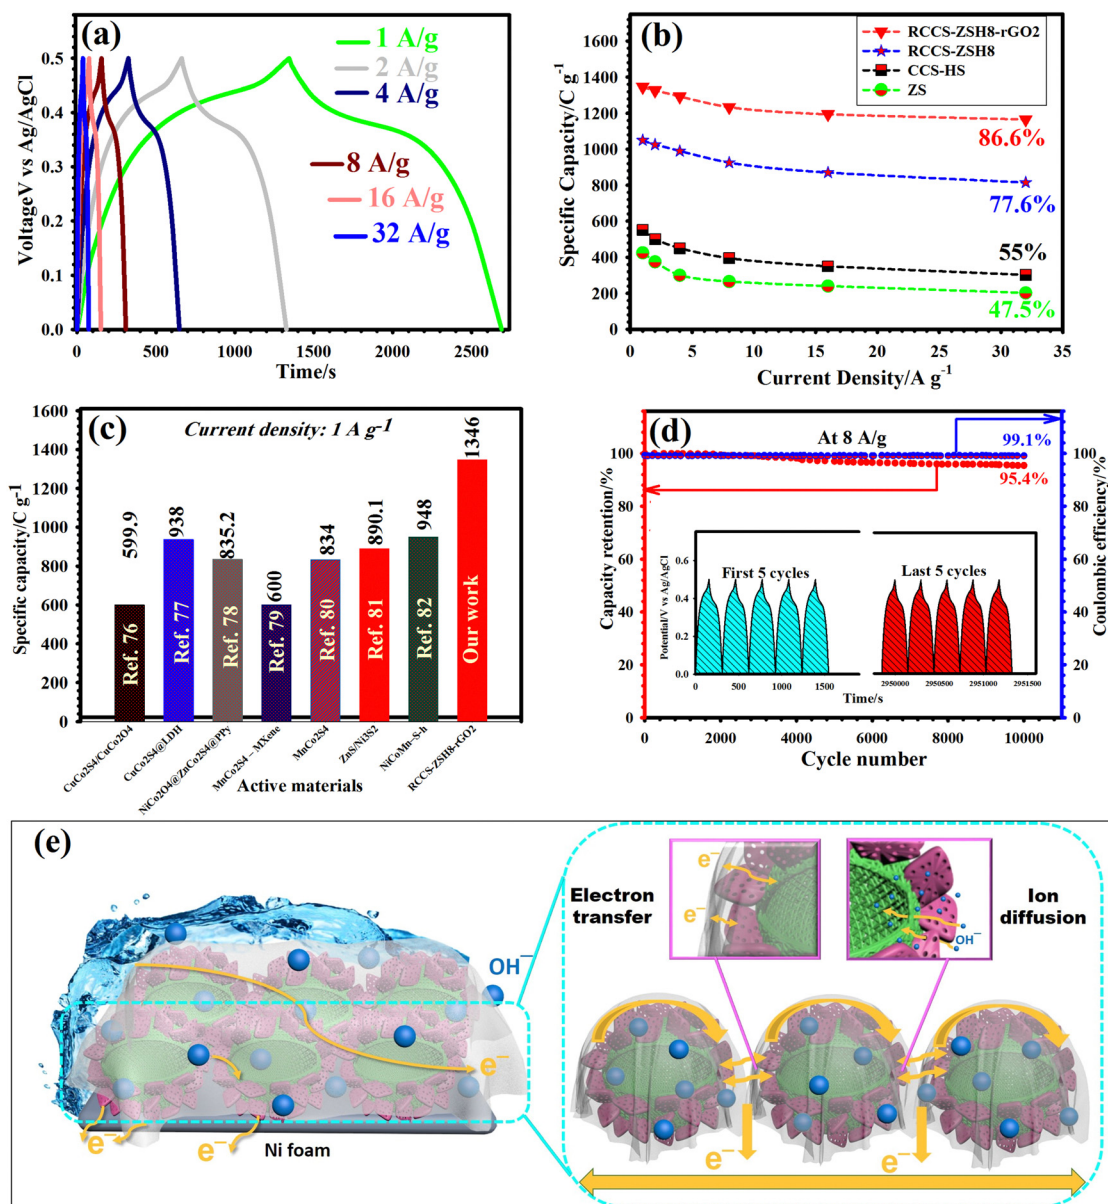 (a)
1 A/g
2 A/g
4 A/g
8 A/g
16 A/g
32 A/g
0.5
0.4
0.3
0.2
0.1
0.0
VoltageV vs Ag/AgCl
0 500 1000 1500 2000 2500
Time/s
(b)
RCCS-ZSH8-rGO2
RCCS-ZSH8
CCS-HS
ZS
1600
1400
1200
1000
800
600
400
200
0
Specific Capacity/C g-1
86.6%
77.6%
55%
47.5%
0 5 10 15 20 25 30 35
Current Density/A g-1
(c)
Current density: 1 A g-1
1600
1400
1200
1000
800
600
400
200
0
Specific capacity/C g-1
599.9
938
835.2
600
834
890.1
948
1346
Ref. 76
Ref. 77
Ref. 78
Ref. 79
Ref. 80
Ref. 81
Ref. 82
Our work
CuCo2S4/CuCo2O4
CuCo2S4@LDH
NiCo2O4@ZnCo2S4@PPy
MnCo2S4 – MXene
MnCo2S4
ZnS/Ni3S2
NiCoMn–S-h
RCCS-ZSH8-rGO2
Active materials
(d)
At 8 A/g
99.1%
95.4%
100
80
60
40
20
0
Capacity retention/%
100
80
60
40
20
0
Coulombic efficiency/%
First 5 cycles
Last 5 cycles
0.6
0.4
0.2
0.0
Potential/V vs Ag/AgCl
0 500 1000 1500
2950000 2950500 2951000 2951500
Time/s
0 2000 4000 6000 8000 10000
Cycle number
(e)
Electron
transfer
e–
e–
Ion
diffusion
OH–
OH–
e–
e–
e–
Ni foam
e–
e–